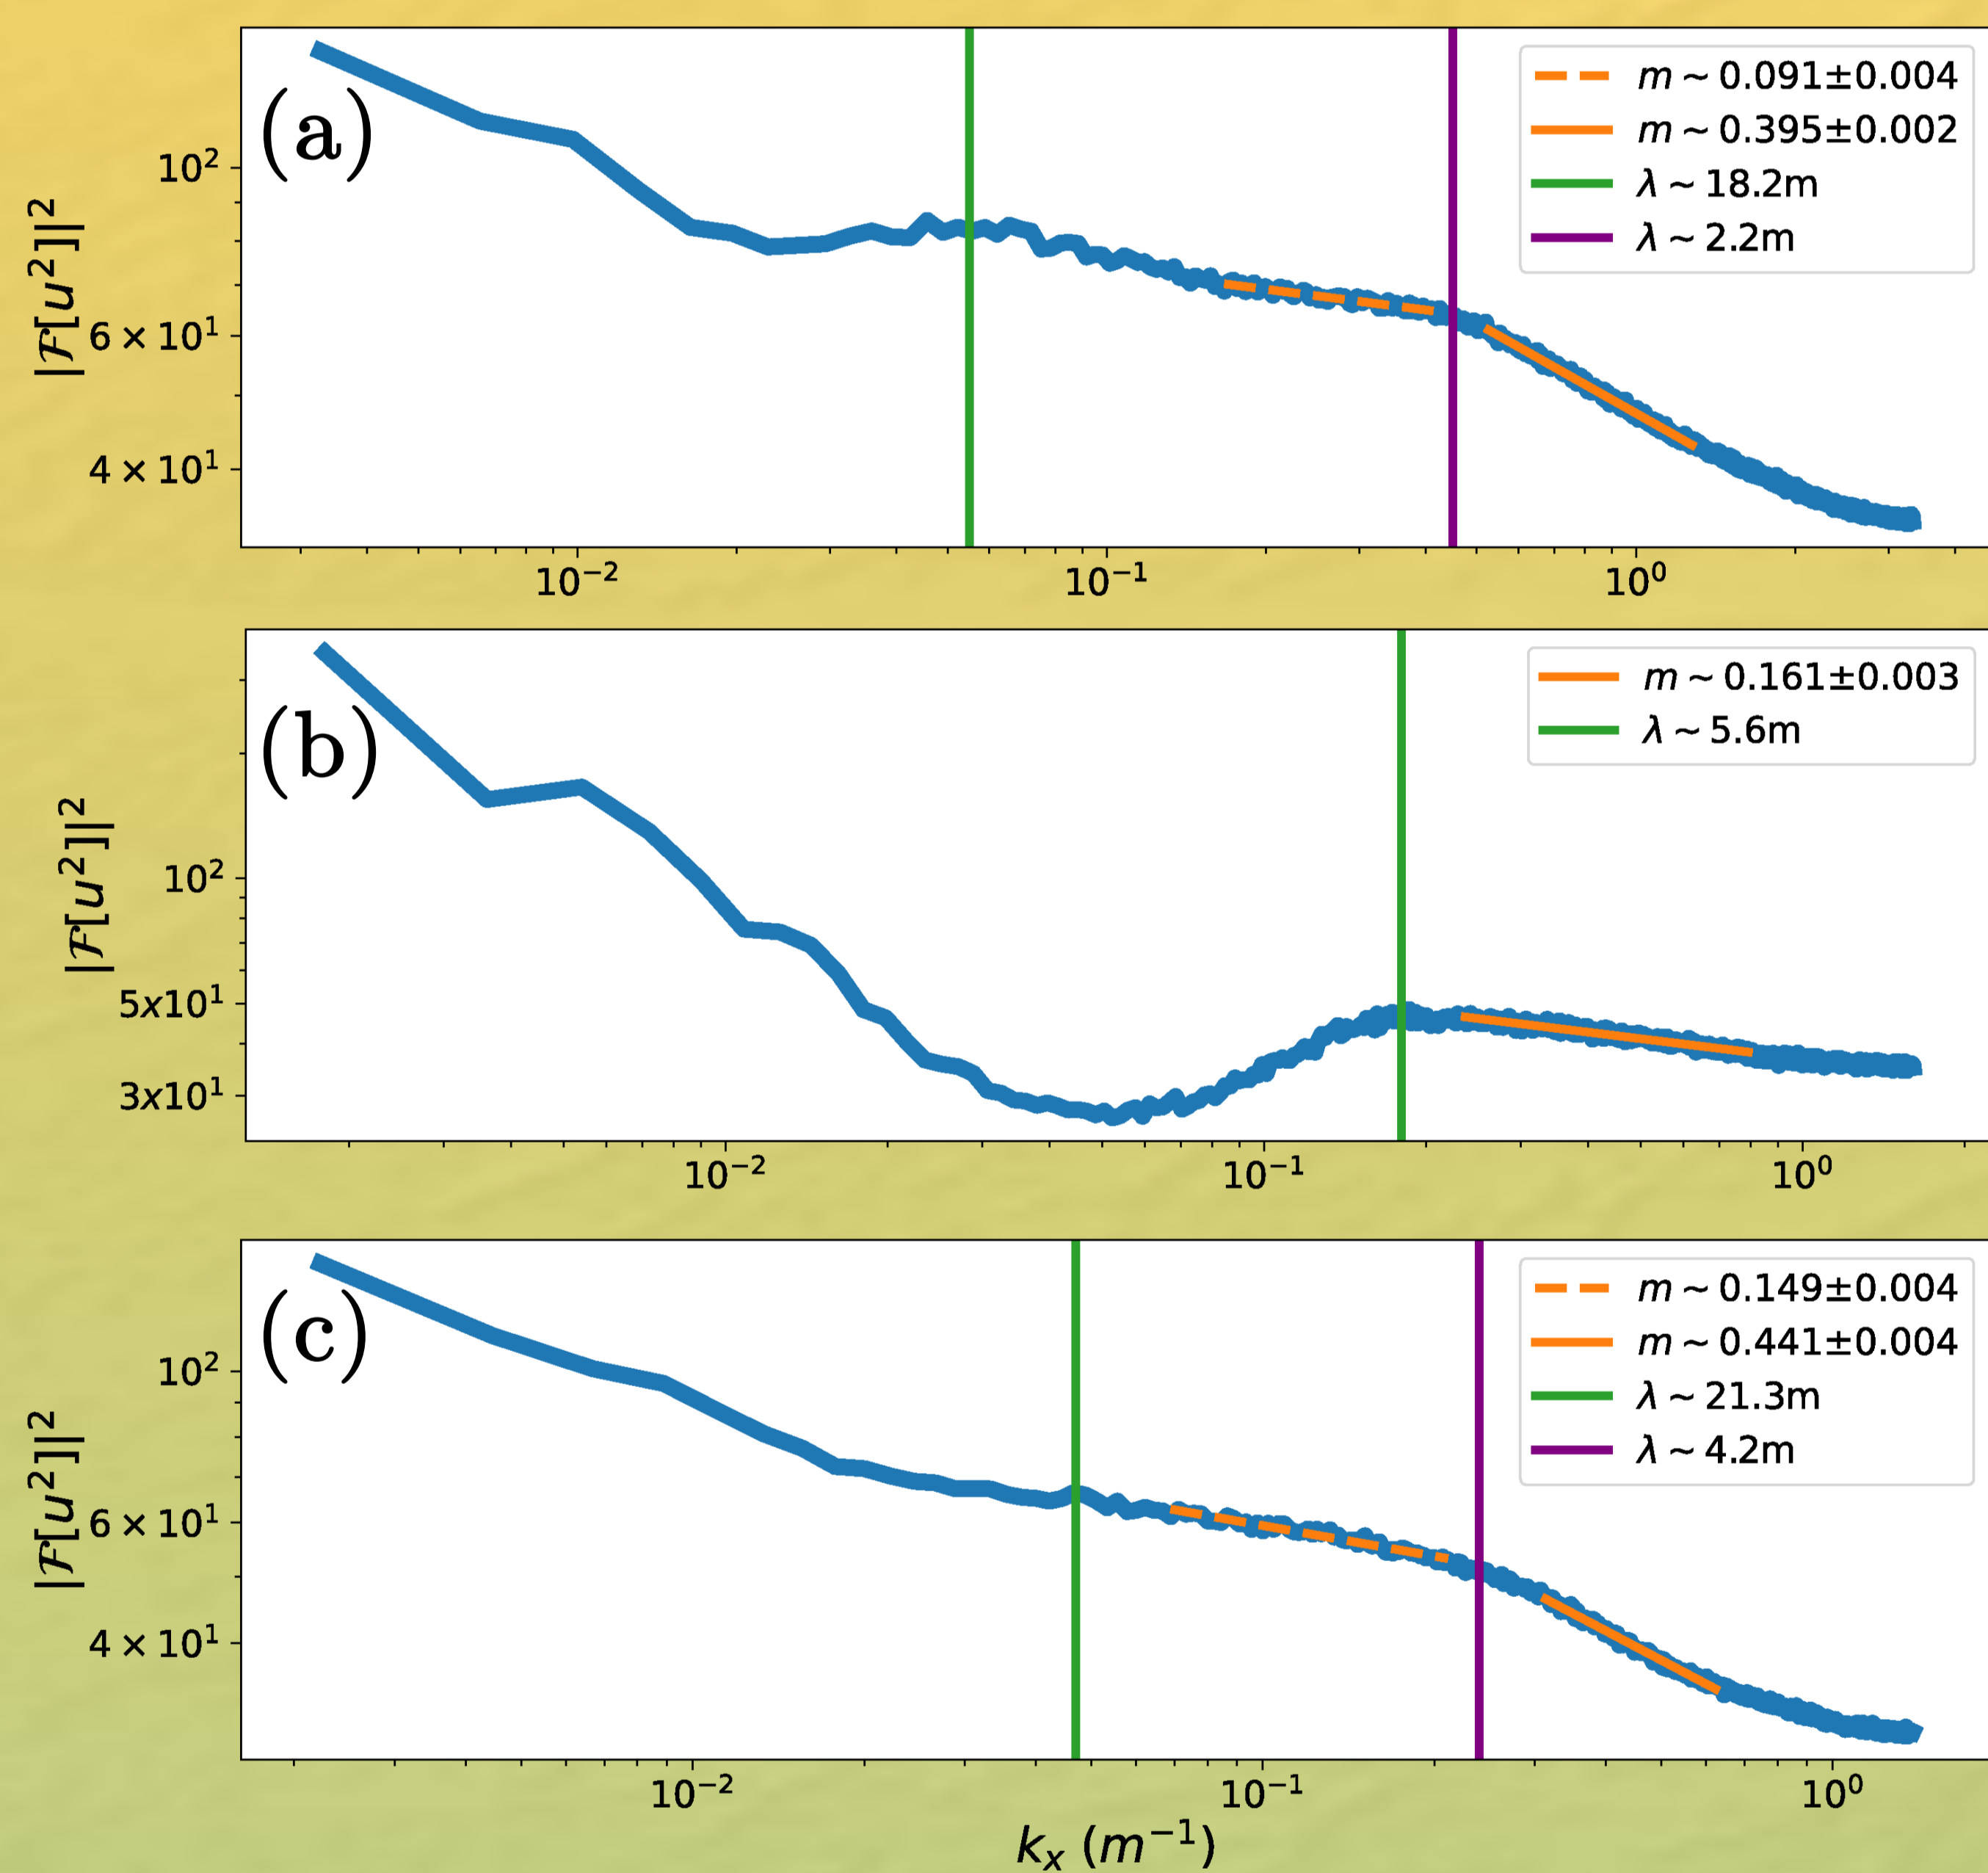 (a)
|ℱ[u²]||²
10²
6 × 10¹
4 × 10¹
m ~ 0.091±0.004
m ~ 0.395±0.002
λ ~ 18.2m
λ ~ 2.2m
10⁻² 10⁻¹ 10⁰
(b)
|ℱ[u²]||²
10²
5x10¹
3x10¹
m ~ 0.161±0.003
λ ~ 5.6m
10⁻² 10⁻¹ 10⁰
(c)
|ℱ[u²]||²
10²
6 × 10¹
4 × 10¹
m ~ 0.149±0.004
m ~ 0.441±0.004
λ ~ 21.3m
λ ~ 4.2m
10⁻² 10⁻¹ 10⁰
kₓ (m⁻¹)